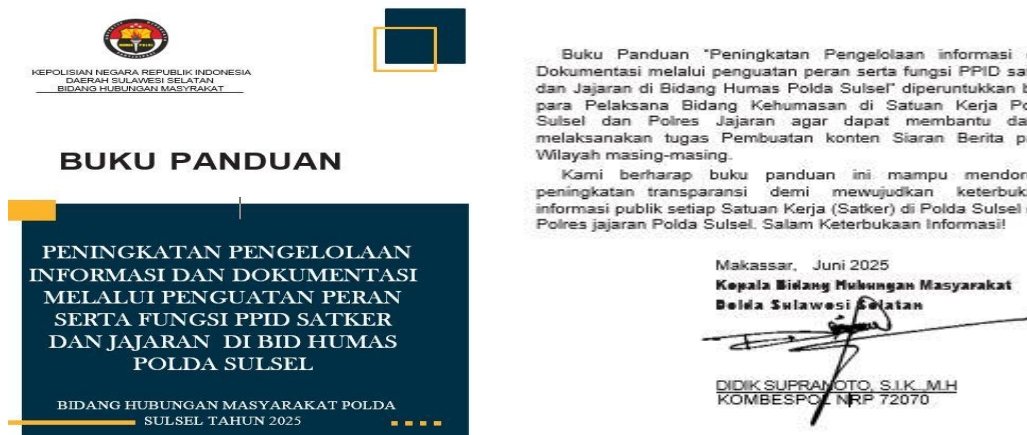 KEPOLISIAN NEGARA REPUBLIK INDONESIA
DAERAH SULAWESI SELATAN
BIDANG HUBUNGAN MASYRAKAT
BUKU PANDUAN
PENINGKATAN PENGELOLAAN
INFORMASI DAN DOKUMENTASI
MELALUI PENGUATAN PERAN
SERTA FUNGSI PPID SATKER
DAN JAJARAN DI BID HUMAS
POLDA SULSEL
BIDANG HUBUNGAN MASYARAKAT POLDA
SULSEL TAHUN 2025
Buku Panduan "Peningkatan Pengelolaan informasi
Dokumentasi melalui penguatan peran serta fungsi PPID
dan Jajaran di Bidang Humas Polda Sulsel" diperuntukkan
para Pelaksana Bidang Kehumasan di Satuan Kerja
Sulsel dan Polres Jajaran agar dapat membantu
melaksanakan tugas Pembuatan konten Siaran Berita
Wilayah masing-masing.
Kami berharap buku panduan ini mampu
peningkatan transparansi demi mewujudkan
informasi publik setiap Satuan Kerja (Satker) di Polda Sulsel
Polres jajaran Polda Sulsel. Salam Keterbukaan Informasi!
Makassar, Juni 2025
Kepala Bidang Hubungan Masyarakat
Polda Sulawesi Selatan
DIDIK SUPRANOTO, S.I.K.,M.H
KOMBESPOL NRP 72070